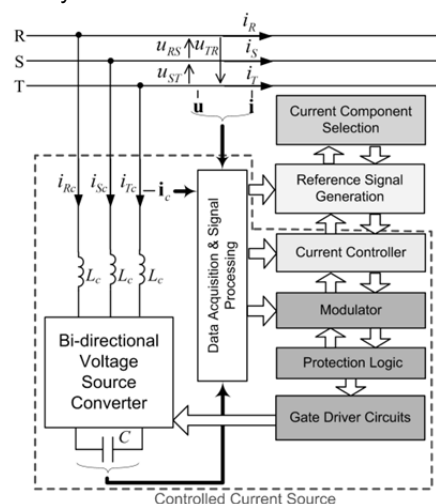 R
i_R
u_RS
u_TR
S
i_S
u_ST
T
i_T
u
i
Current Component
Selection
i_Rc
i_Sc
i_Tc
i_c
Reference Signal
Generation
Data Acquisition & Signal
Processing
Current Controller
L_c
L_c
L_c
Modulator
Bi-directional
Voltage
Source
Converter
Protection Logic
Gate Driver Circuits
C
Controlled Current Source